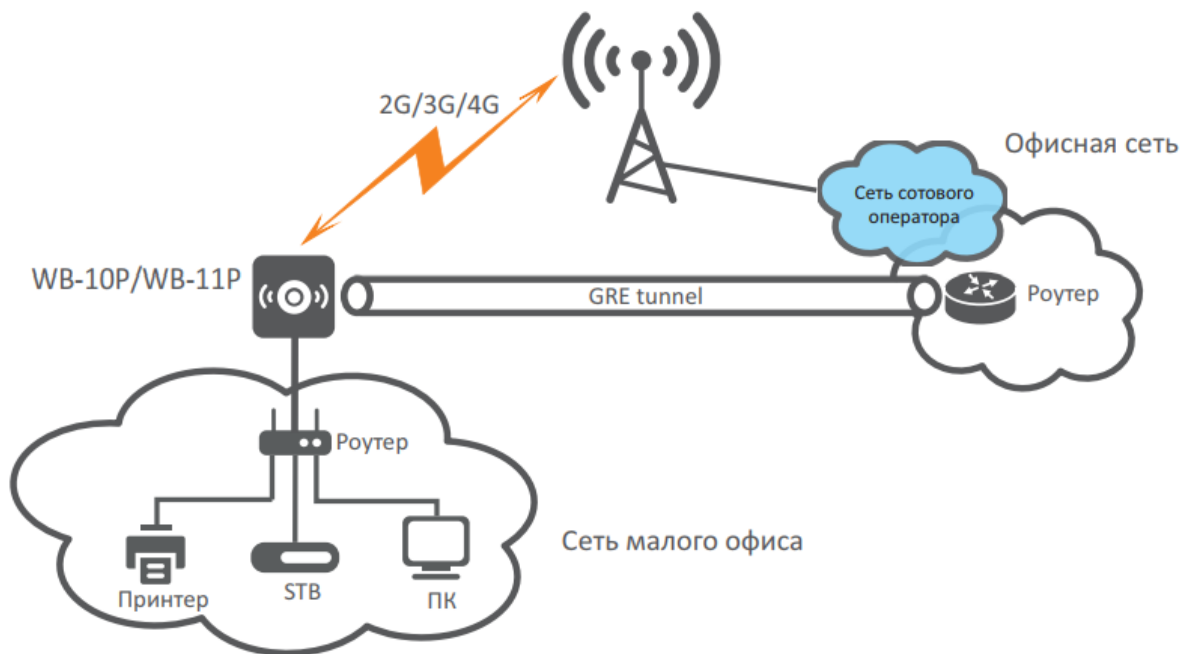 2G/3G/4G
Офисная сеть
Сеть сотового
оператора
WB-10P/WB-11P
GRE tunnel
Роутер
Роутер
Сеть малого офиса
Принтер
STB
ПК